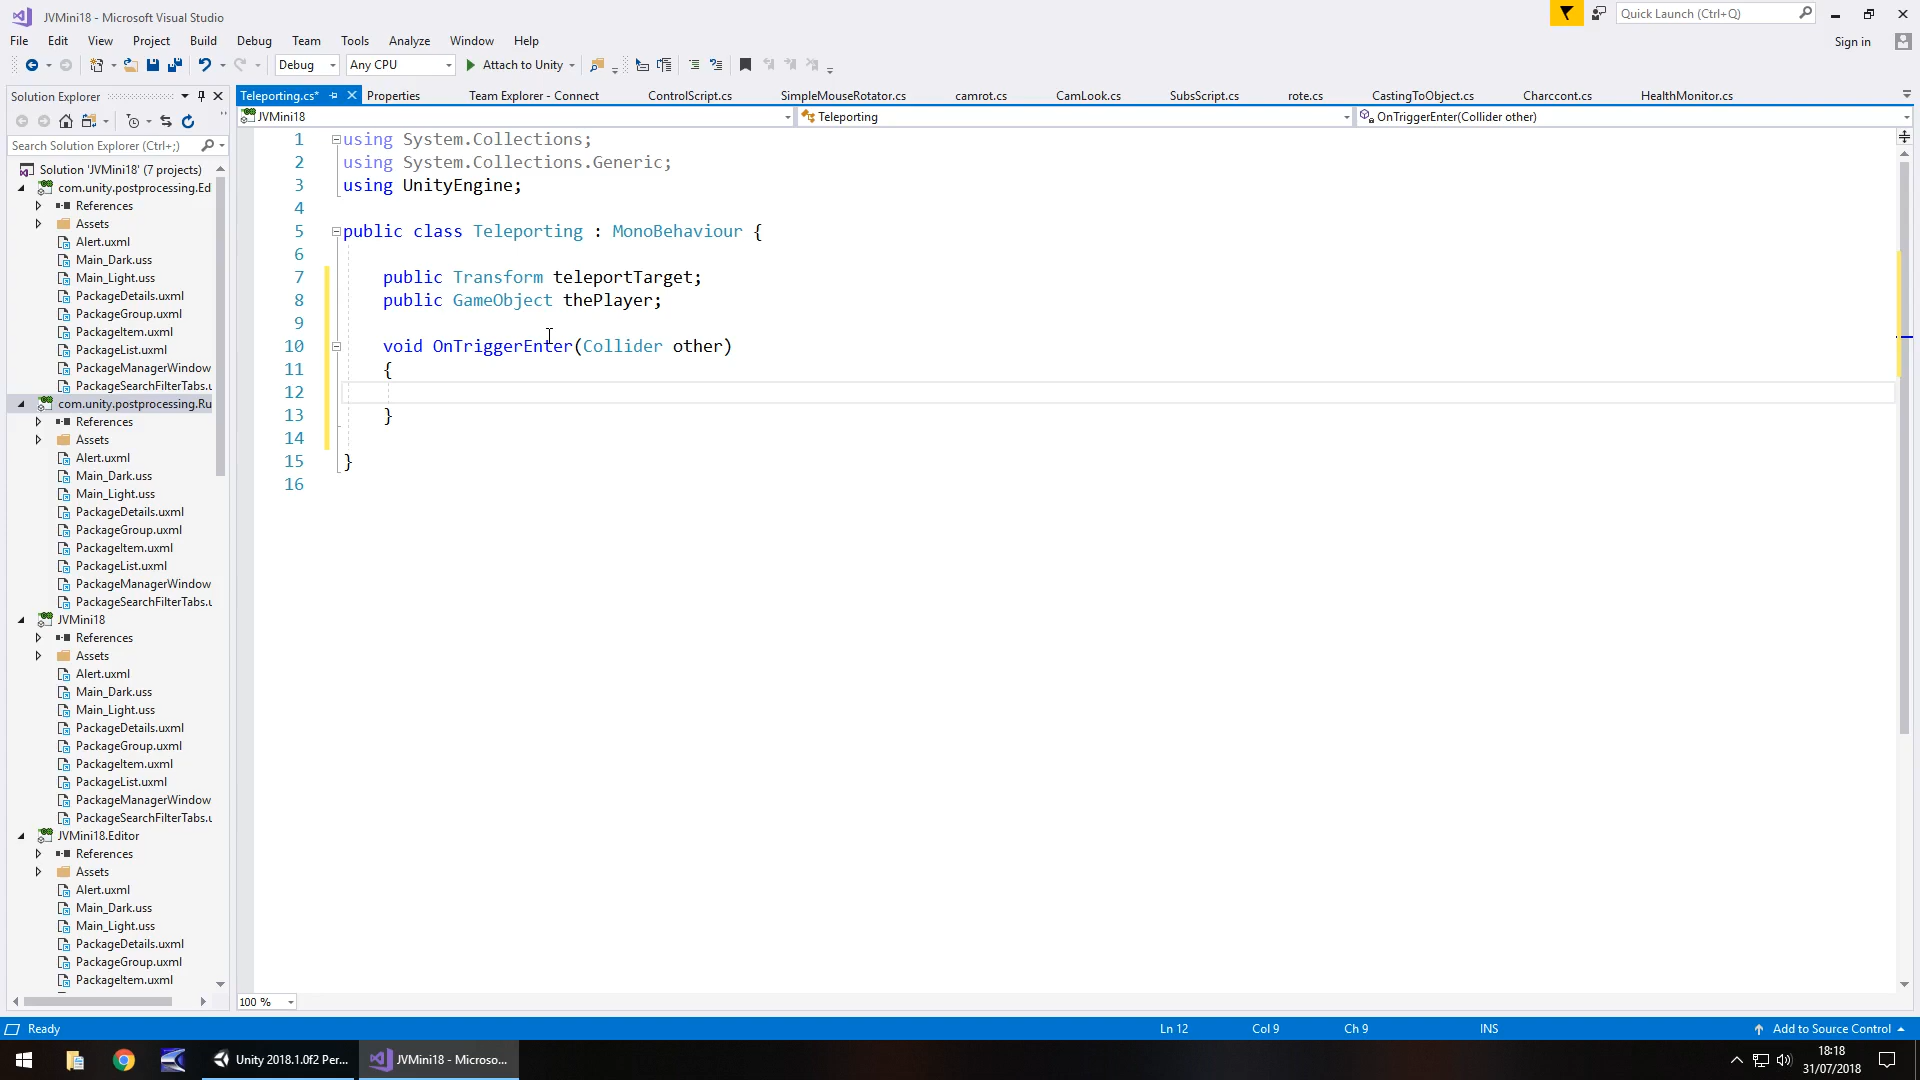 JVMini18 - Microsoft Visual Studio
Quick Launch (Ctrl+Q)
File Edit View Project Build Debug Team Tools Analyze Window Help
Sign in
Debug Any CPU Attach to Unity
Solution Explorer
Teleporting.cs* Properties Team Explorer - Connect ControlScript.cs SimpleMouseRotator.cs camrot.cs CamLook.cs SubsScript.cs rote.cs CastingToObject.cs Charccont.cs HealthMonitor.cs
JVMini18 Teleporting OnTriggerEnter(Collider other)
Search Solution Explorer (Ctrl+;)
Solution 'JVMini18' (7 projects)
com.unity.postprocessing.Ed
References
Assets
Alert.uxml
Main_Dark.uss
Main_Light.uss
PackageDetails.uxml
PackageGroup.uxml
PackageItem.uxml
PackageList.uxml
PackageManagerWindow
PackageSearchFilterTabs.u
com.unity.postprocessing.Ru
References
Assets
Alert.uxml
Main_Dark.uss
Main_Light.uss
PackageDetails.uxml
PackageGroup.uxml
PackageItem.uxml
PackageList.uxml
PackageManagerWindow
PackageSearchFilterTabs.u
JVMini18
References
Assets
Alert.uxml
Main_Dark.uss
Main_Light.uss
PackageDetails.uxml
PackageGroup.uxml
PackageItem.uxml
PackageList.uxml
PackageManagerWindow
PackageSearchFilterTabs.u
JVMini18.Editor
References
Assets
Alert.uxml
Main_Dark.uss
Main_Light.uss
PackageDetails.uxml
PackageGroup.uxml
PackageItem.uxml
1 using System.Collections;
2 using System.Collections.Generic;
3 using UnityEngine;
4
5 public class Teleporting : MonoBehaviour {
6
7 public Transform teleportTarget;
8 public GameObject thePlayer;
9
10 void OnTriggerEnter(Collider other)
11 {
12
13 }
14
15 }
16
100 %
Ready Ln 12 Col 9 Ch 9 INS Add to Source Control
Unity 2018.1.0f2 Per... JVMini18 - Microso...
18:18
31/07/2018